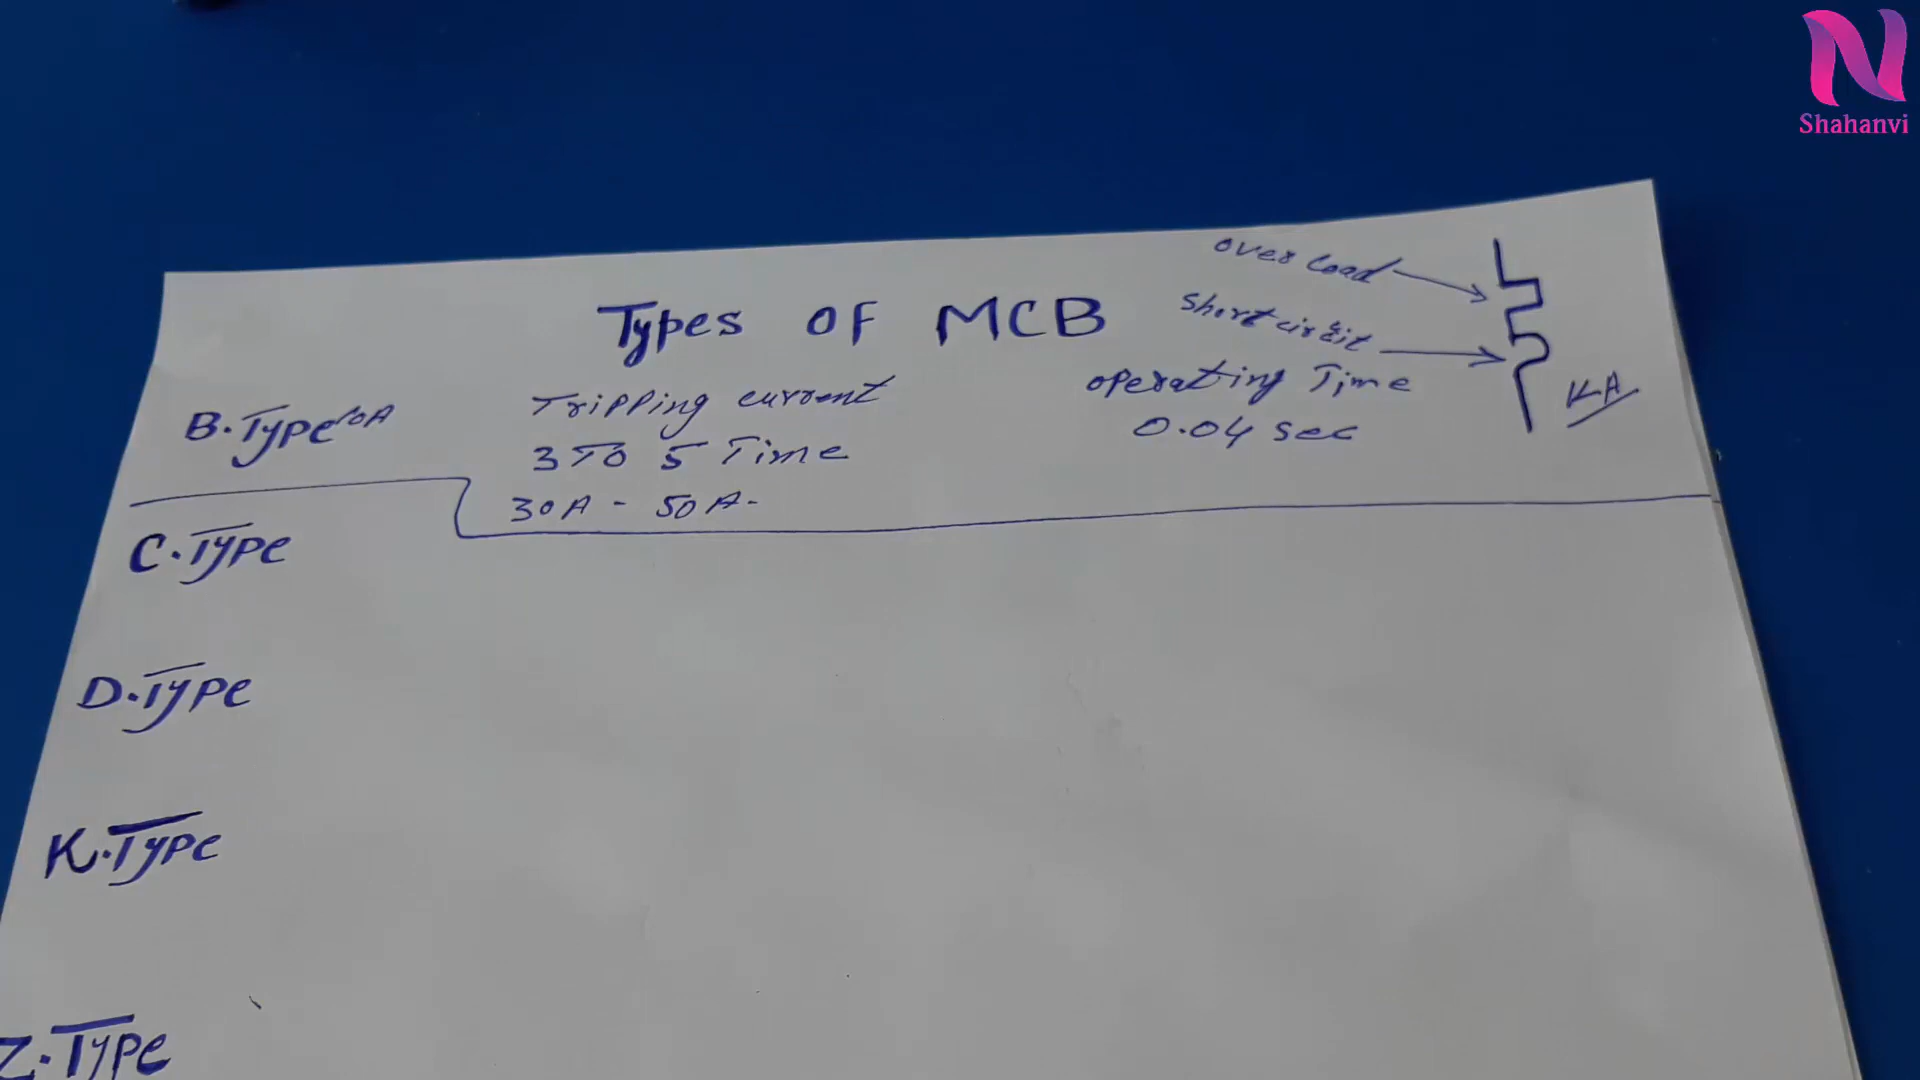 Shahanvi
over load
short cirkit
Types OF MCB
operating Time
0.04 sec
KA
B.Type 10A
Tripping current
3 TO 5 Time
30A - 50A-
C.Type
D.Type
K.Type
Z.Type